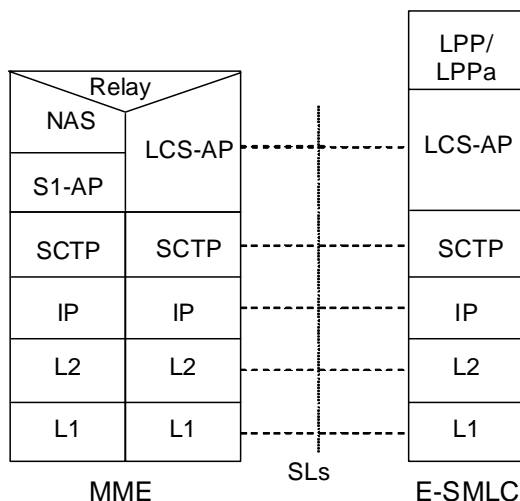 LPP/
LPPa
Relay
NAS
LCS-AP
LCS-AP
S1-AP
SCTP
SCTP
SCTP
IP
IP
IP
L2
L2
L2
L1
L1
L1
SLs
MME
E-SMLC